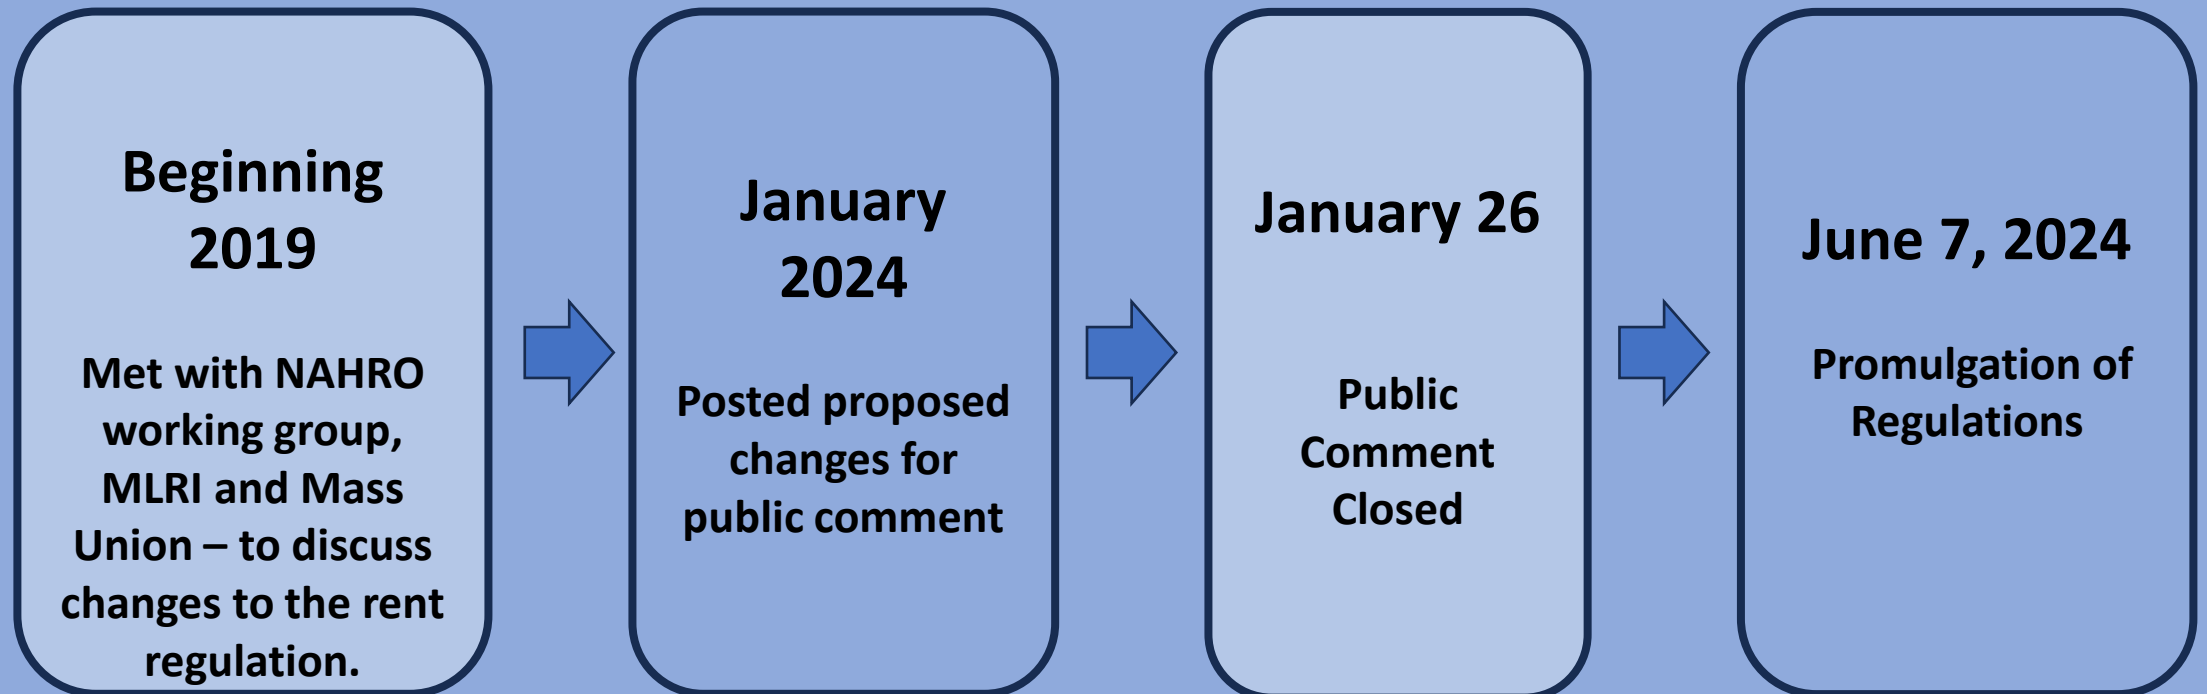 Beginning
2019
Met with NAHRO
working group,
MLRI and Mass
Union – to discuss
changes to the rent
regulation.
January
2024
Posted proposed
changes for
public comment
January 26
Public
Comment
Closed
June 7, 2024
Promulgation of
Regulations